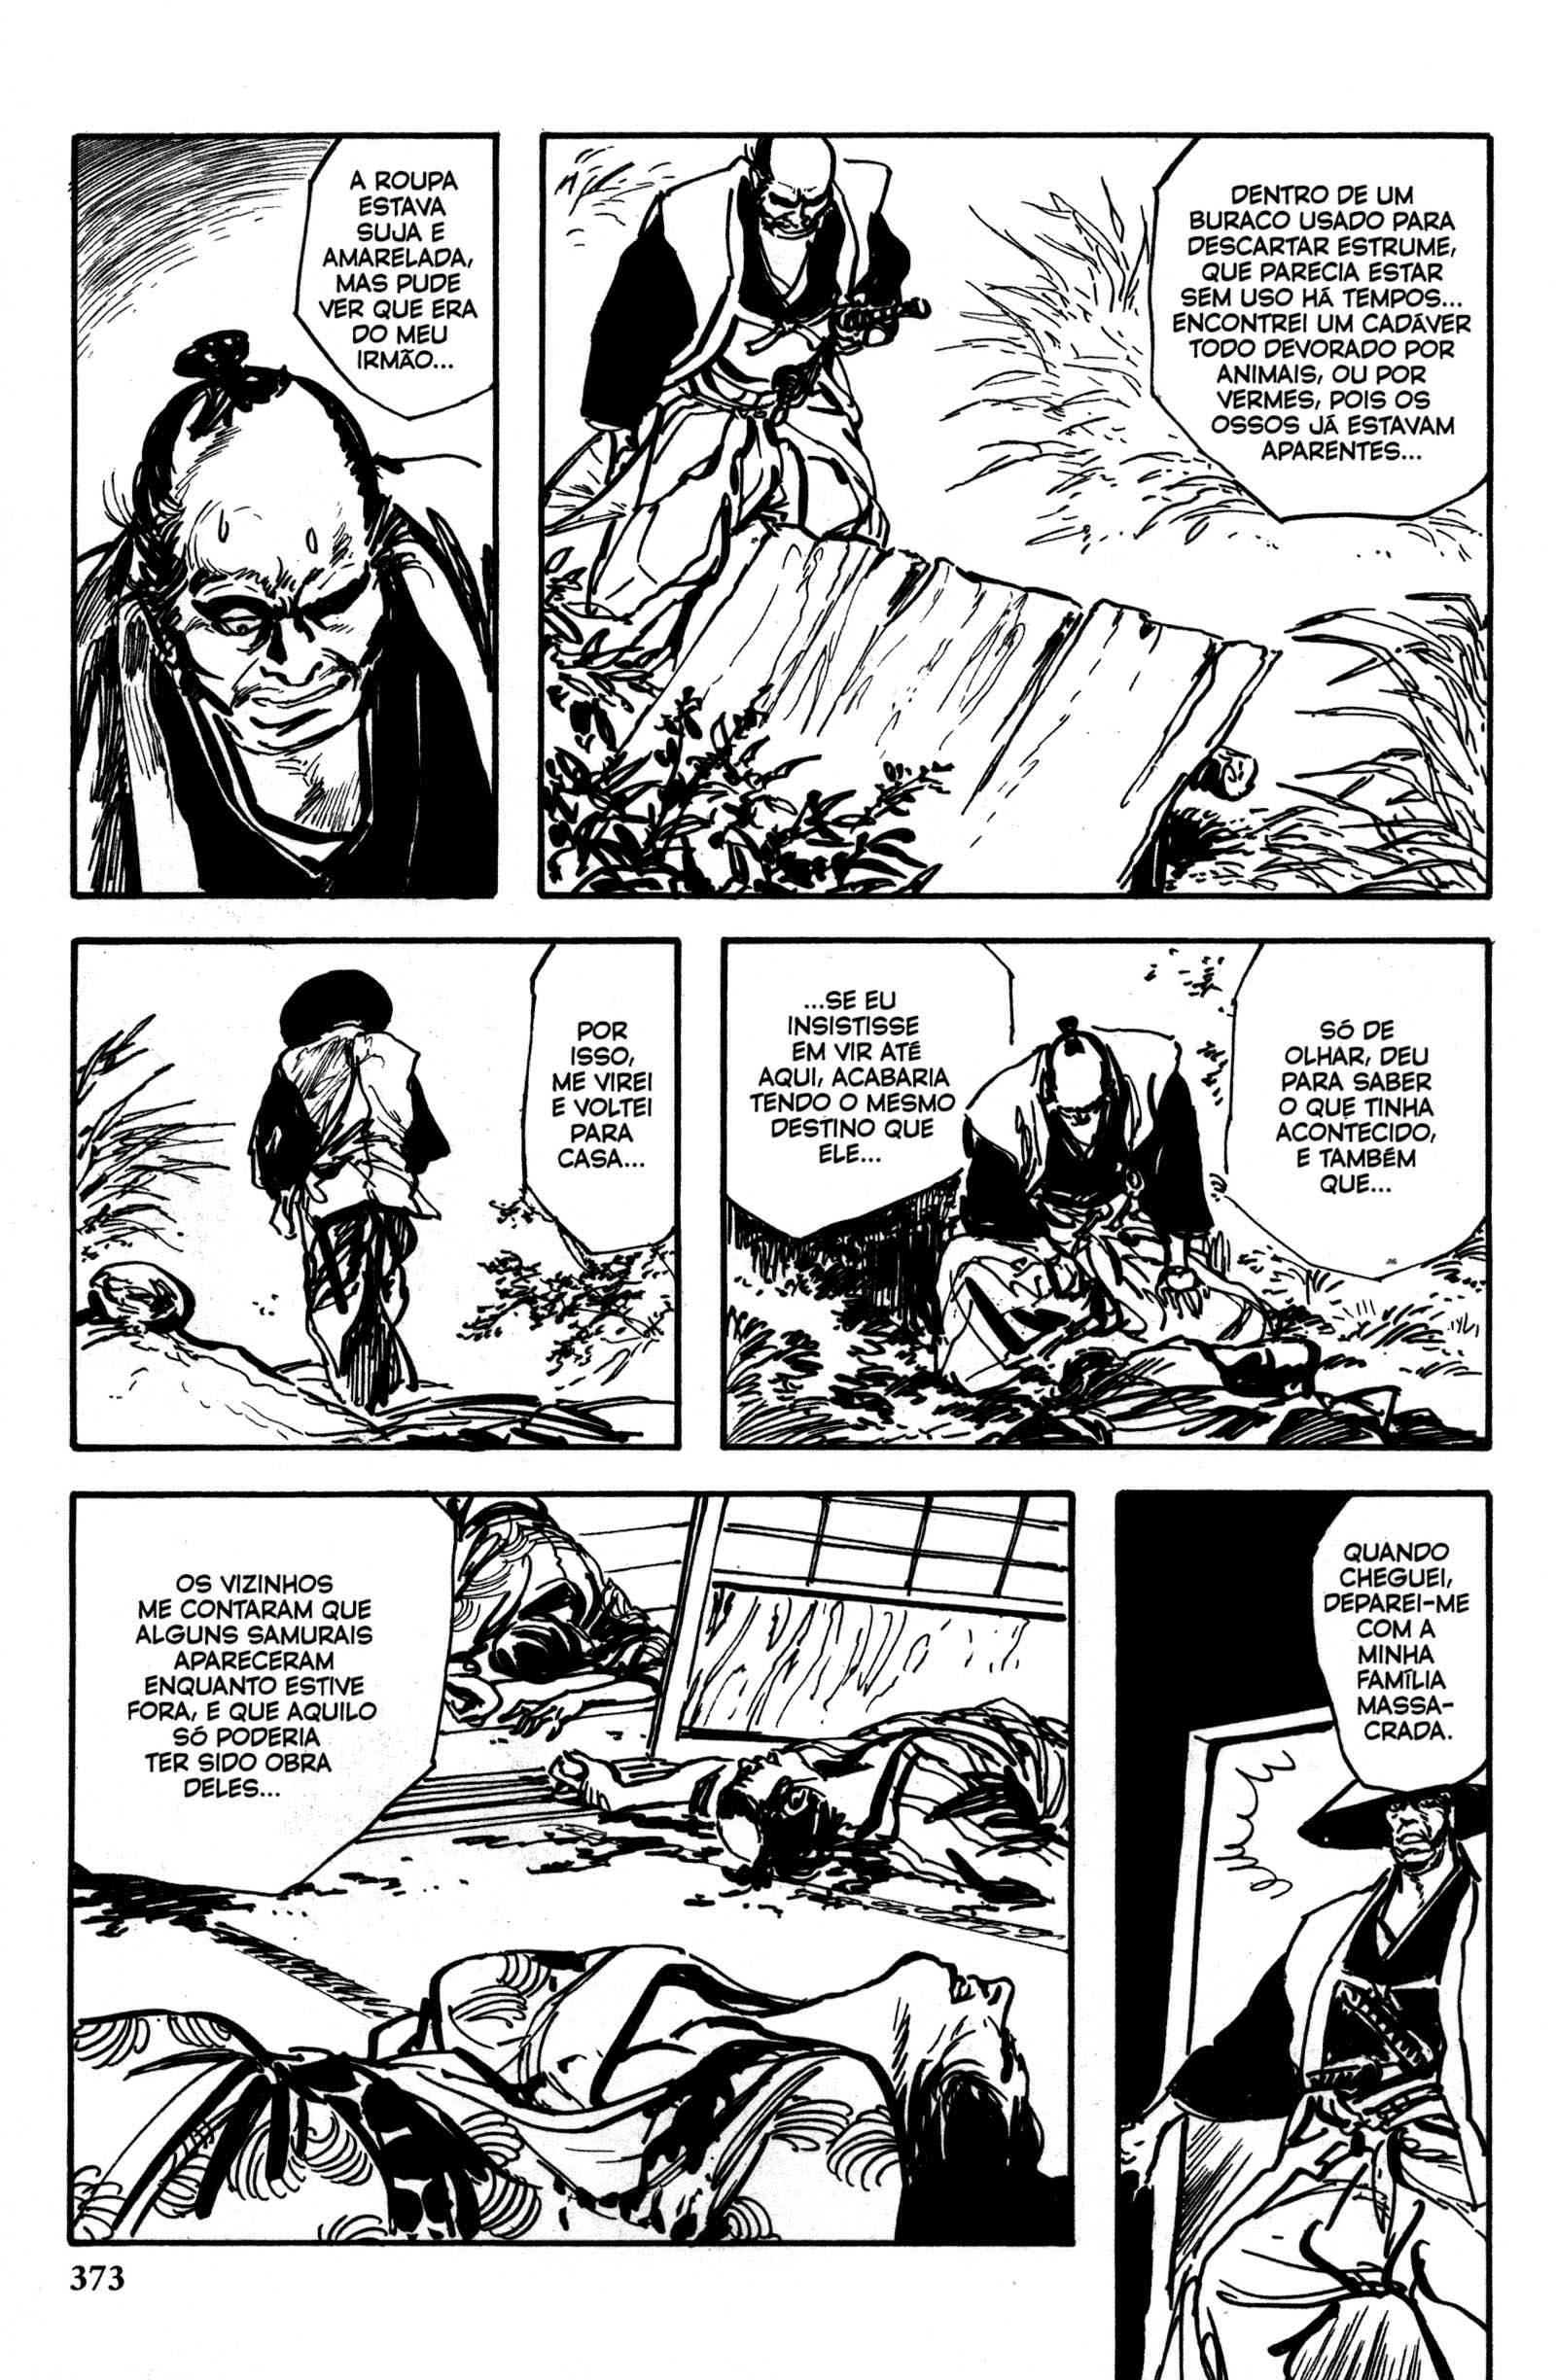 DENTRO DE UM
BURACO USADO PARA
DESCARTAR ESTRUME,
QUE PARECIA ESTAR
SEM USO HÁ TEMPOS...
ENCONTREI UM CADÁVER
TODO DEVORADO POR
ANIMAIS, OU POR
VERMES, POIS OS
OSSOS JÁ ESTAVAM
APARENTES...
A ROUPA
ESTAVA
SUJA E
AMARELADA,
MAS PUDE
VER QUE ERA
DO MEU
IRMÃO...
SÓ DE
OLHAR, DEU
PARA SABER
O QUE TINHA
ACONTECIDO,
E TAMBÉM
QUE...
...SE EU
INSISTISSE
EM VIR ATÉ
AQUI, ACABARIA
TENDO O MESMO
DESTINO QUE
ELE...
POR
ISSO,
ME VIREI
E VOLTEI
PARA
CASA...
QUANDO
CHEGUEI,
DEPAREI-ME
COM A
MINHA
FAMÍLIA
MASSA-
CRADA.
OS VIZINHOS
ME CONTARAM QUE
ALGUNS SAMURAIS
APARECERAM
ENQUANTO ESTIVE
FORA, E QUE AQUILO
SÓ PODERIA
TER SIDO OBRA
DELES...
373